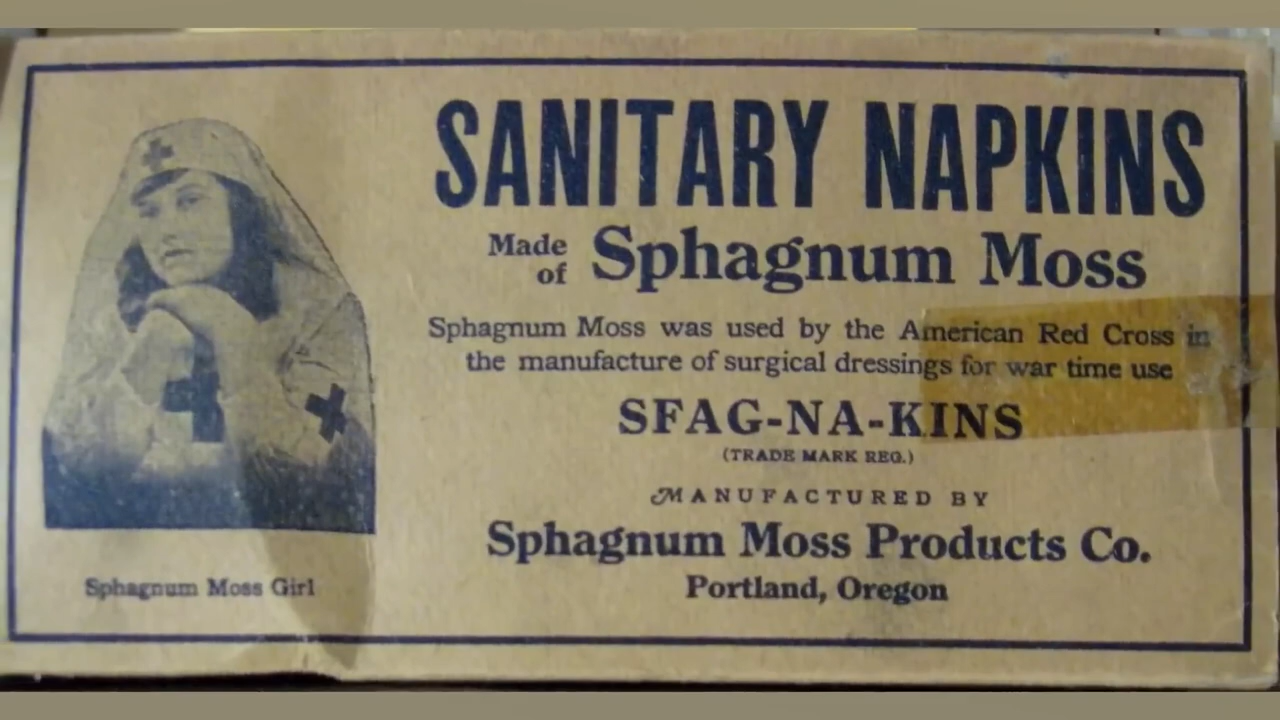 SANITARY NAPKINS
Made of Sphagnum Moss
Sphagnum Moss was used by the American Red Cross in
the manufacture of surgical dressings for war time use
SFAG-NA-KINS
(TRADE MARK REG.)
MANUFACTURED BY
Sphagnum Moss Products Co.
Portland, Oregon
Sphagnum Moss Girl